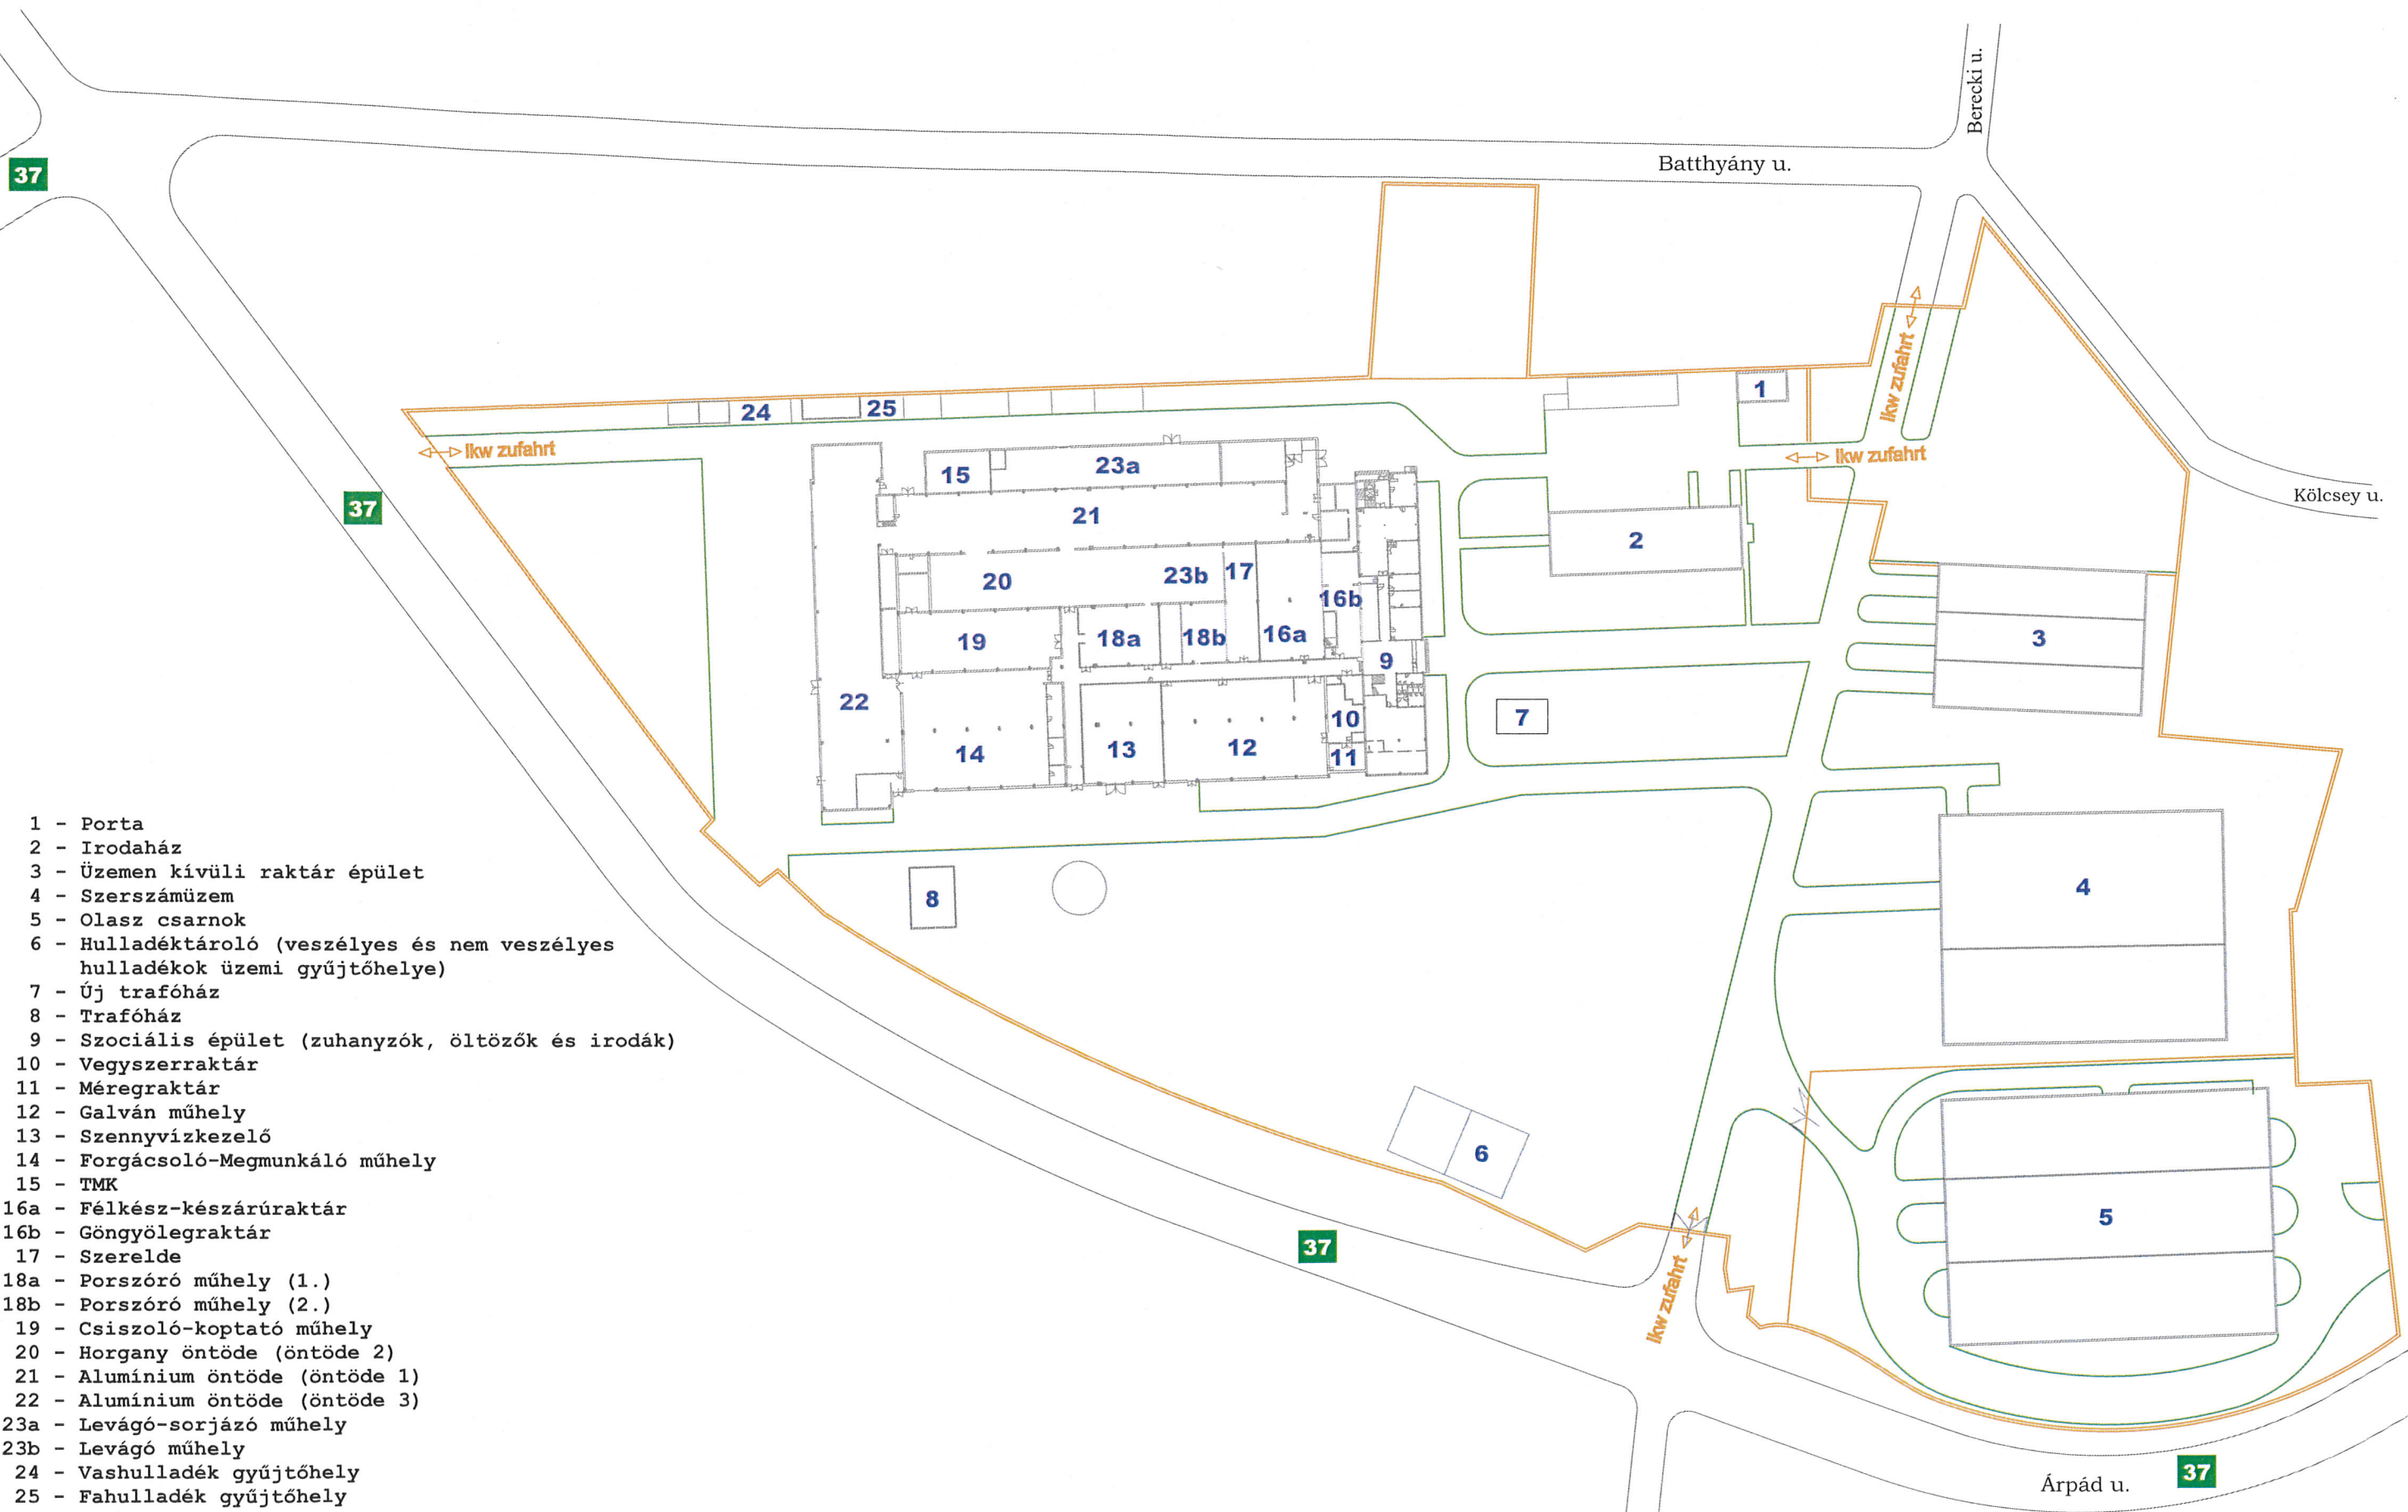 Berecki u.
Batthyány u.
37
lkw zufahrt
1
24
25
lkw zufahrt
lkw zufahrt
15
23a
37
Kölcsey u.
21
2
20
23b
17
16b
19
18a
18b
16a
9
3
22
10
7
14
13
12
11
1 - Porta
2 - Irodaház
3 - Üzemen kívüli raktár épület
4 - Szerszámüzem
5 - Olasz csarnok
6 - Hulladéktároló (veszélyes és nem veszélyes
hulladékok üzemi gyűjtőhelye)
7 - Új trafóház
8 - Trafóház
9 - Szociális épület (zuhanyzók, öltözők és irodák)
10 - Vegyszerraktár
11 - Méregraktár
12 - Galván műhely
13 - Szennyvízkezelő
14 - Forgácsoló-Megmunkáló műhely
15 - TMK
16a - Félkész-készárúraktár
16b - Göngyölegraktár
17 - Szerelde
18a - Porszóró műhely (1.)
18b - Porszóró műhely (2.)
19 - Csiszoló-koptató műhely
20 - Horgany öntöde (öntöde 2)
21 - Alumínium öntöde (öntöde 1)
22 - Alumínium öntöde (öntöde 3)
23a - Levágó-sorjázó műhely
23b - Levágó műhely
24 - Vashulladék gyűjtőhely
25 - Fahulladék gyűjtőhely
8
4
6
5
37
lkw zufahrt
Árpád u.
37